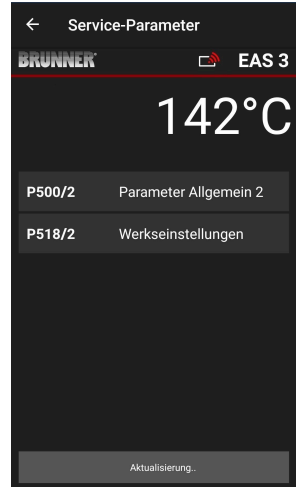 Service-Parameter
BRUNNER EAS 3
142°C
P500/2 Parameter Allgemein 2
P518/2 Werkseinstellungen
Aktualisierung..